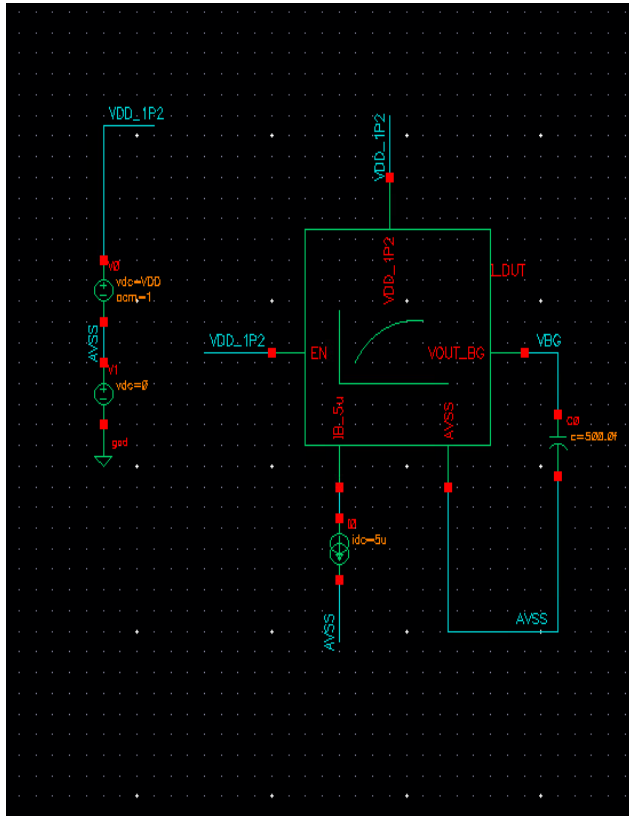 VDD_1P2
V0
vdc=VDD
acm=1
AVSS
V1
vdc=0
gnd
VDD_1P2
VDD_1P2
I_DUT
VDD_1P2
EN
VOUT_BG
VBG
IB_5u
AVSS
C0
c=500.0f
I0
idc=5u
AVSS
AVSS